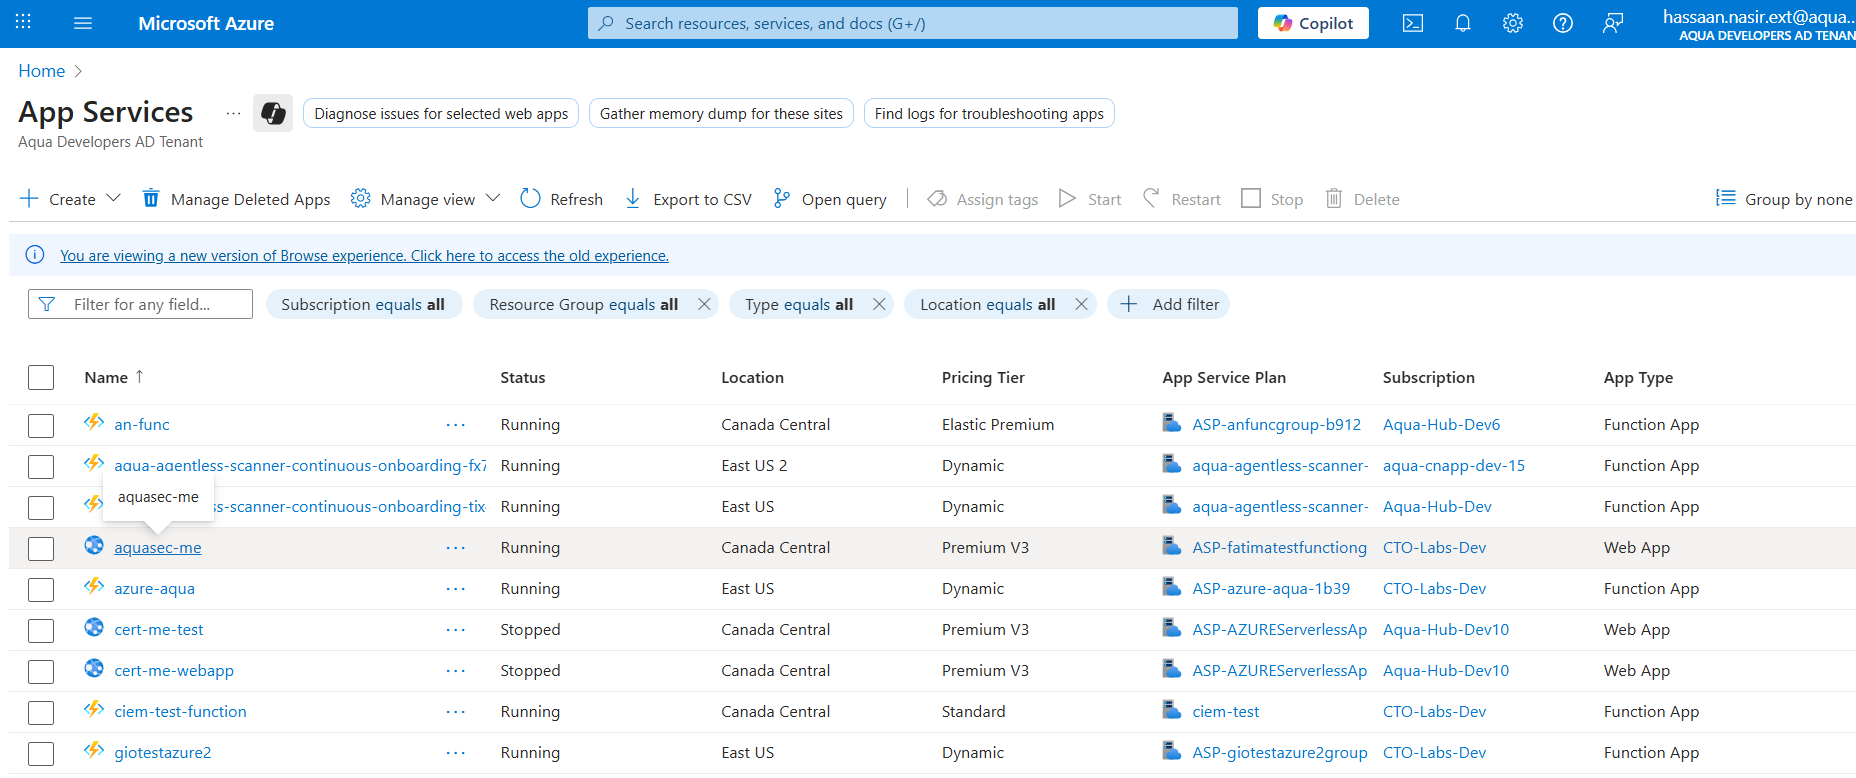 Microsoft Azure
Search resources, services, and docs (G+/)
Copilot
hassaan.nasir.ext@aqua...
AQUA DEVELOPERS AD TENAN
Home
App Services
...
Diagnose issues for selected web apps
Gather memory dump for these sites
Find logs for troubleshooting apps
Aqua Developers AD Tenant
Create
Manage Deleted Apps
Manage view
Refresh
Export to CSV
Open query
Assign tags
Start
Restart
Stop
Delete
Group by none
You are viewing a new version of Browse experience. Click here to access the old experience.
Filter for any field...
Subscription equals all
Resource Group equals all
Type equals all
Location equals all
Add filter
Name ↑ Status Location Pricing Tier App Service Plan Subscription App Type
an-func ... Running Canada Central Elastic Premium ASP-anfuncgroup-b912 Aqua-Hub-Dev6 Function App
aqua-agentless-scanner-continuous-onboarding-fx7 Running East US 2 Dynamic aqua-agentless-scanner- aqua-cnapp-dev-15 Function App
aquasec-me
ss-scanner-continuous-onboarding-tix Running East US Dynamic aqua-agentless-scanner- Aqua-Hub-Dev Function App
aquasec-me ... Running Canada Central Premium V3 ASP-fatimatestfunctiong CTO-Labs-Dev Web App
azure-aqua ... Running East US Dynamic ASP-azure-aqua-1b39 CTO-Labs-Dev Function App
cert-me-test ... Stopped Canada Central Premium V3 ASP-AZUREServerlessAp Aqua-Hub-Dev10 Web App
cert-me-webapp ... Stopped Canada Central Premium V3 ASP-AZUREServerlessAp Aqua-Hub-Dev10 Web App
ciem-test-function ... Running Canada Central Standard ciem-test CTO-Labs-Dev Function App
giotestazure2 ... Running East US Dynamic ASP-giotestazure2group CTO-Labs-Dev Function App